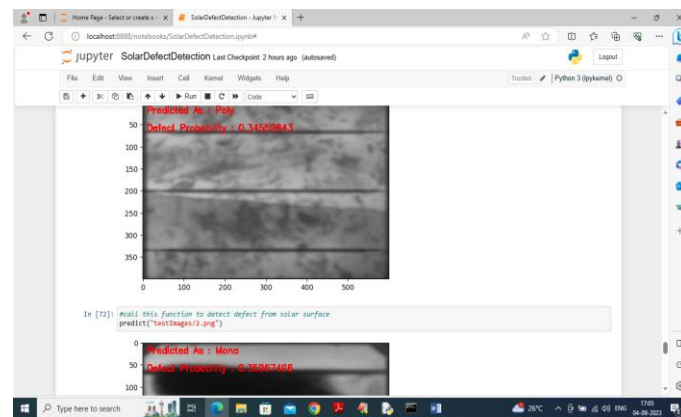 Home Page - Select or create a
SolarDefectDetection - Jupyter N
localhost:8888/notebooks/SolarDefectDetection.ipynb#
jupyter SolarDefectDetection Last Checkpoint: 2 hours ago (autosaved)
Logout
File Edit View Insert Cell Kernel Widgets Help
Trusted Python 3 (ipykernel)
Run Code
Predicted As : Poly
50
Defect Probability :
100
150
200
250
300
350
0 100 200 300 400 500
In [72]: #call this function to detect defect from solar surface
predict("testImages/2.png")
0
Predicted As : Mono
50
Defect Probability :
100
Type here to search
26°C ENG 17:05
04-09-2023